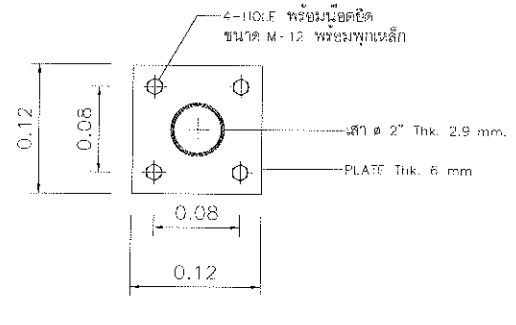 4-HOLE พร้อมน๊อตยึด
ขนาด M-12 พร้อมพุกเหล็ก
0.12
0.08
เสา ø 2" Thk. 2.9 mm.
PLATE Thk. 6 mm
0.08
0.12